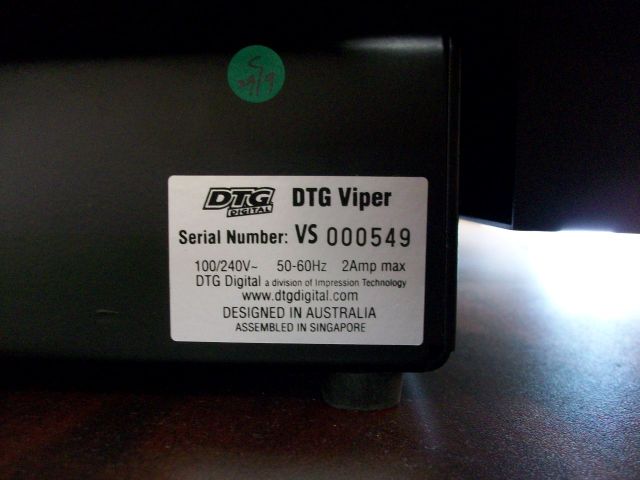 DTG DIGITAL DTG Viper
Serial Number: VS 000549
100/240V~ 50-60Hz 2Amp max
DTG Digital a division of Impression Technology
www.dtgdigital.com
DESIGNED IN AUSTRALIA
ASSEMBLED IN SINGAPORE